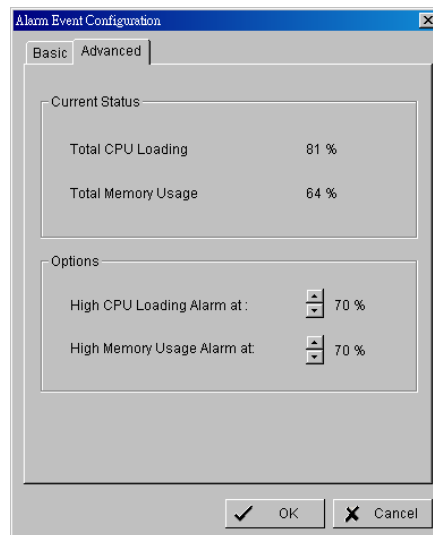 Alarm Event Configuration
Basic Advanced
Current Status
Total CPU Loading 81 %
Total Memory Usage 64 %
Options
High CPU Loading Alarm at : 70 %
High Memory Usage Alarm at: 70 %
OK Cancel